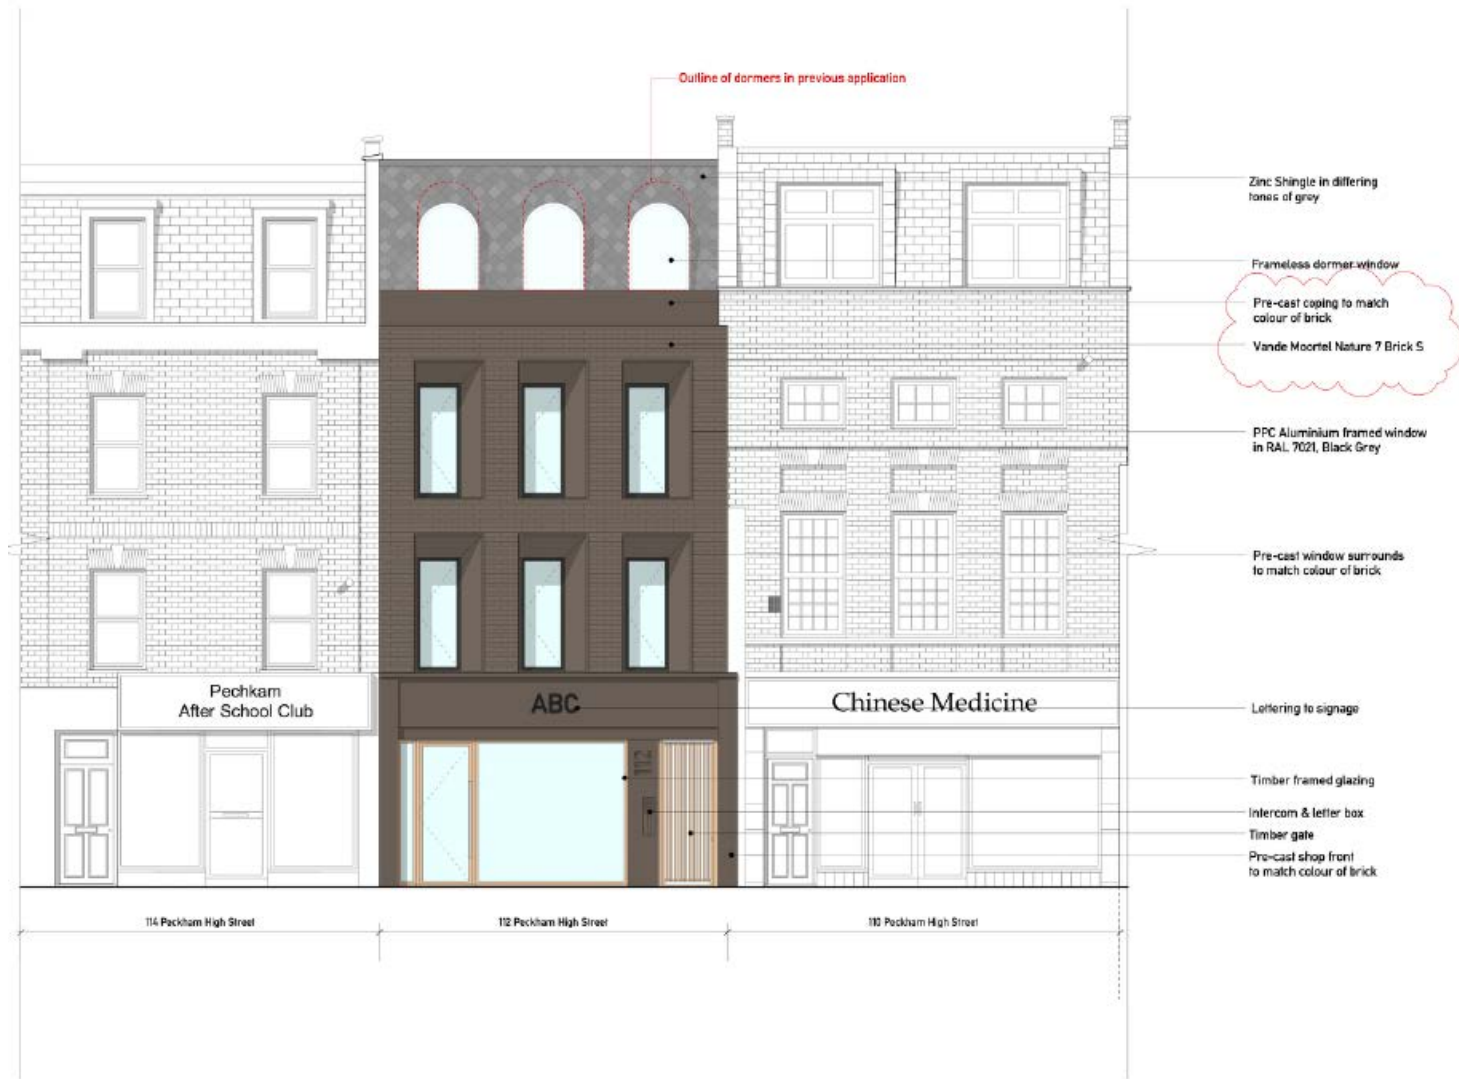 Outline of dormers in previous application
Zinc Shingle in differing
tones of grey
Frameless dormer window
Pre-cast coping to match
colour of brick
Vande Moortel Nature 7 Brick S
PPC Aluminium framed window
in RAL 7021, Black Grey
Pre-cast window surrounds
to match colour of brick
Pechkam
After School Club
ABC
Chinese Medicine
Lettering to signage
112
Timber framed glazing
Intercom & letter box
Timber gate
Pre-cast shop front
to match colour of brick
114 Peckham High Street
112 Peckham High Street
110 Peckham High Street